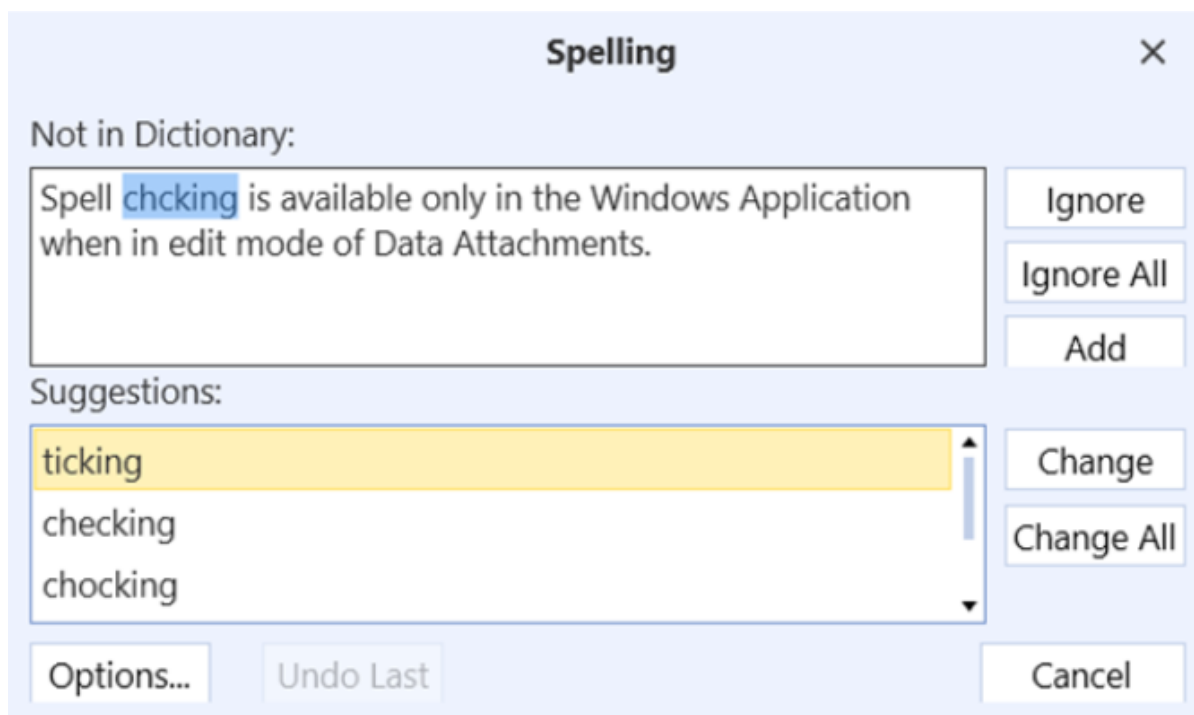 Spelling
Not in Dictionary:
Spell chcking is available only in the Windows Application
when in edit mode of Data Attachments.
Ignore
Ignore All
Add
Suggestions:
ticking
checking
chocking
Change
Change All
Options...
Undo Last
Cancel